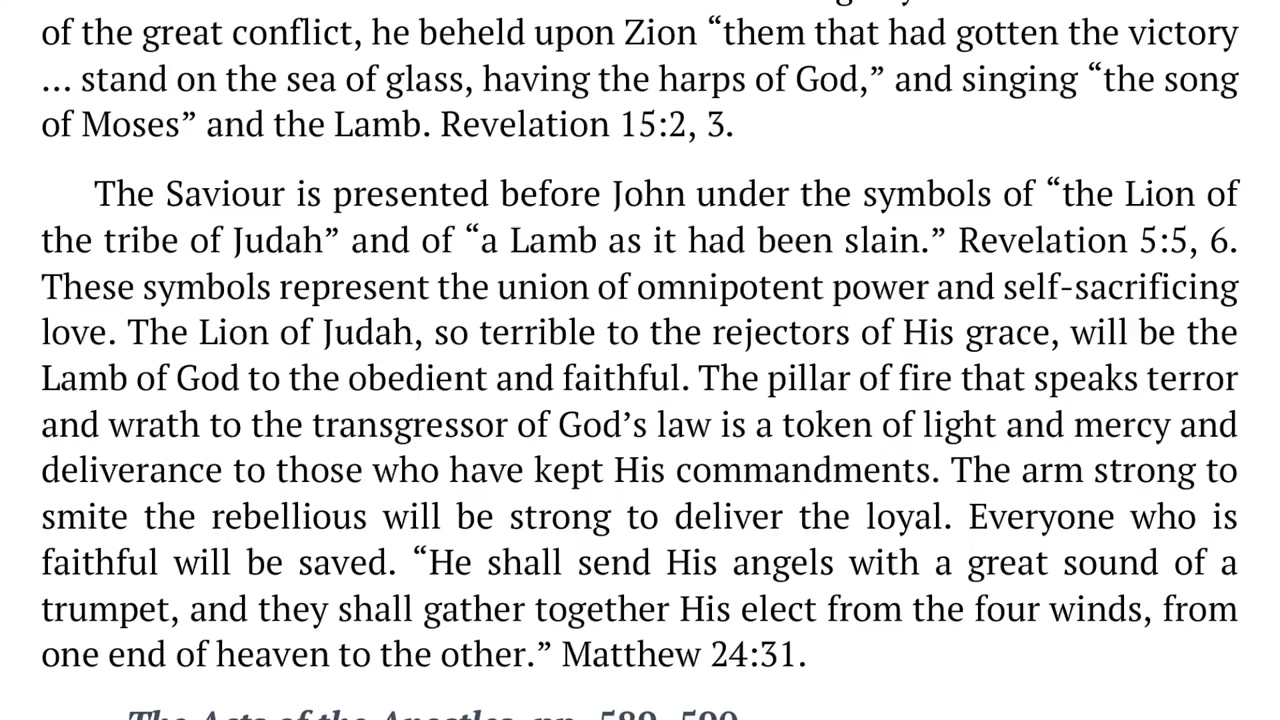 of the great conflict, he beheld upon Zion “them that had gotten the victory
... stand on the sea of glass, having the harps of God,” and singing “the song
of Moses” and the Lamb. Revelation 15:2, 3.
The Saviour is presented before John under the symbols of “the Lion of
the tribe of Judah” and of “a Lamb as it had been slain.” Revelation 5:5, 6.
These symbols represent the union of omnipotent power and self-sacrificing
love. The Lion of Judah, so terrible to the rejectors of His grace, will be the
Lamb of God to the obedient and faithful. The pillar of fire that speaks terror
and wrath to the transgressor of God’s law is a token of light and mercy and
deliverance to those who have kept His commandments. The arm strong to
smite the rebellious will be strong to deliver the loyal. Everyone who is
faithful will be saved. “He shall send His angels with a great sound of a
trumpet, and they shall gather together His elect from the four winds, from
one end of heaven to the other.” Matthew 24:31.
The Acts of the Apostles, pp. 589, 590